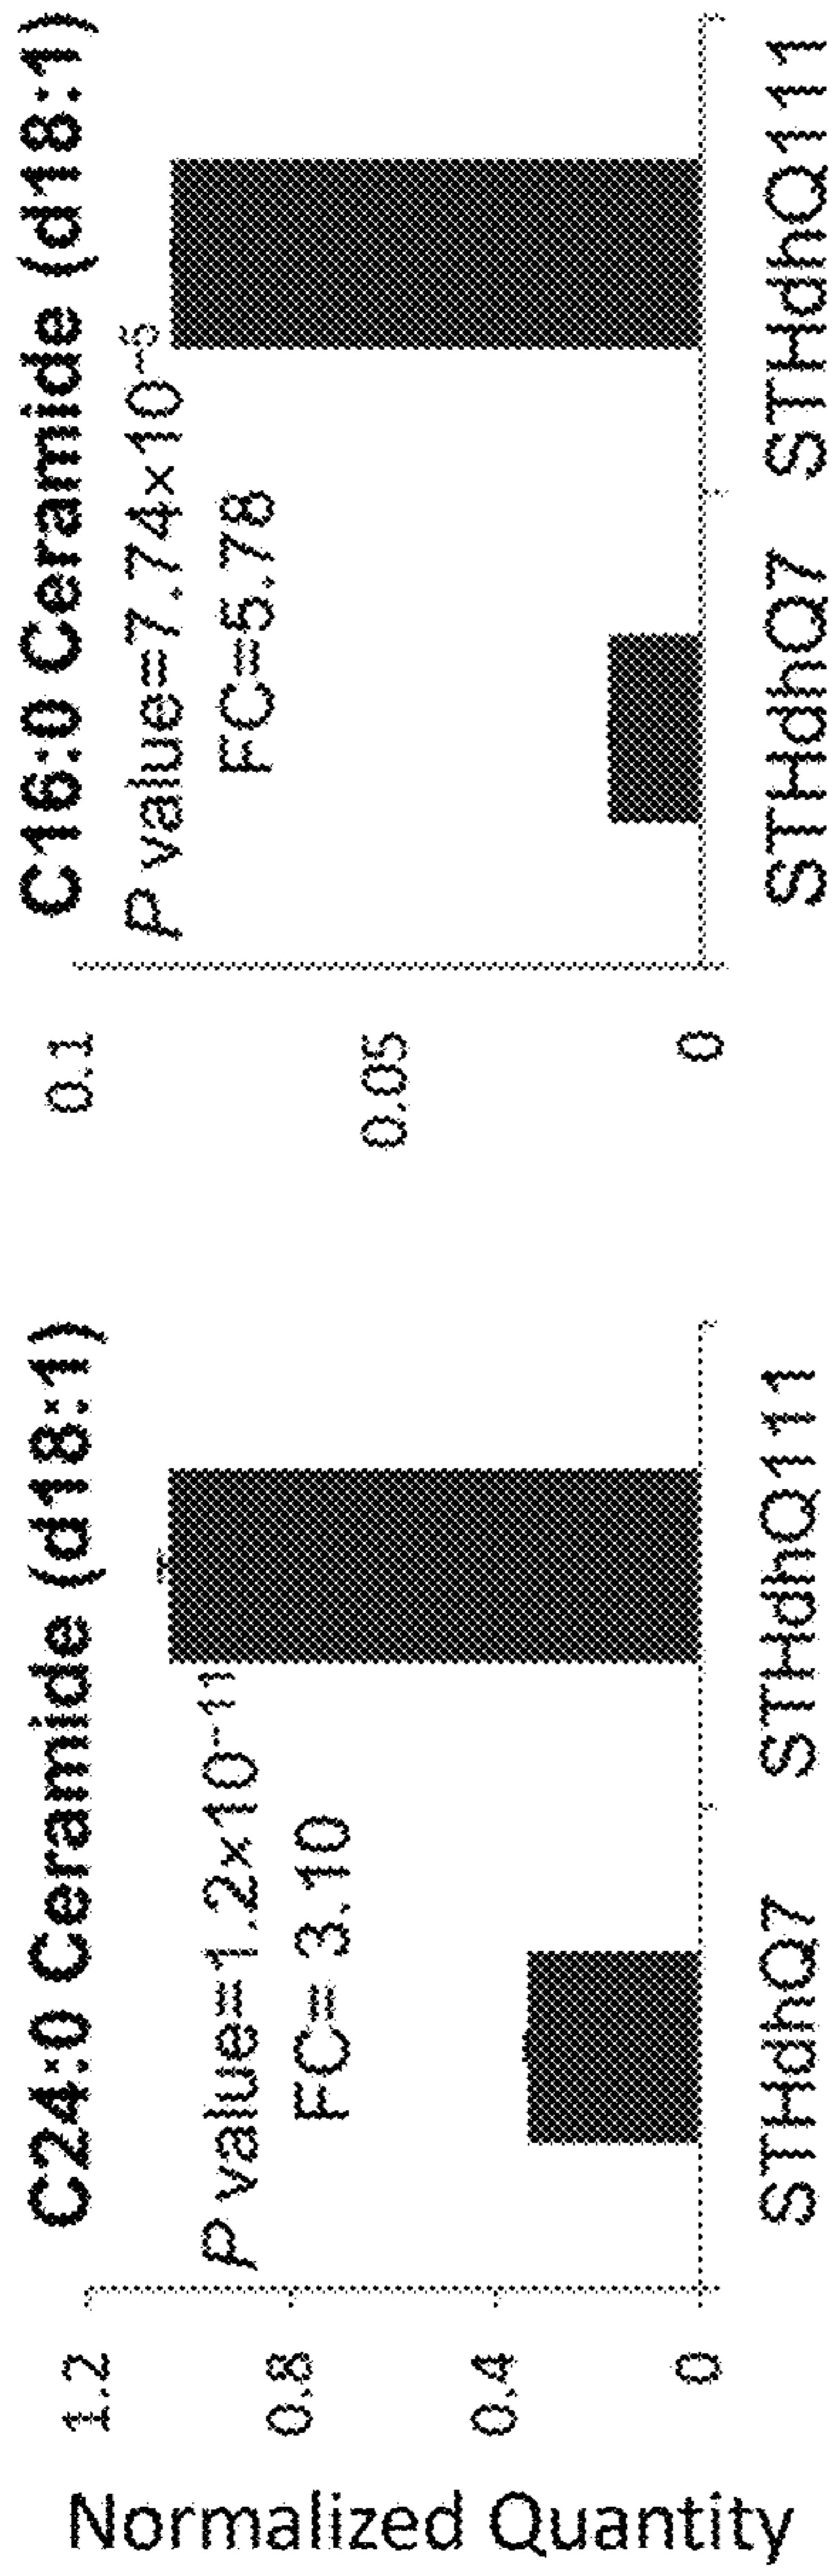 Normalized Quantity
C24:0 Ceramide (d18:1)
P value=1.2×10⁻¹¹
FC= 3.10
1.2
0.8
0.4
0
STHdhQ7 STHdhQ111
C16:0 Ceramide (d18:1)
P value=7.74×10⁻⁵
FC=5.78
0.1
0.05
0
STHdhQ7 STHdhQ111